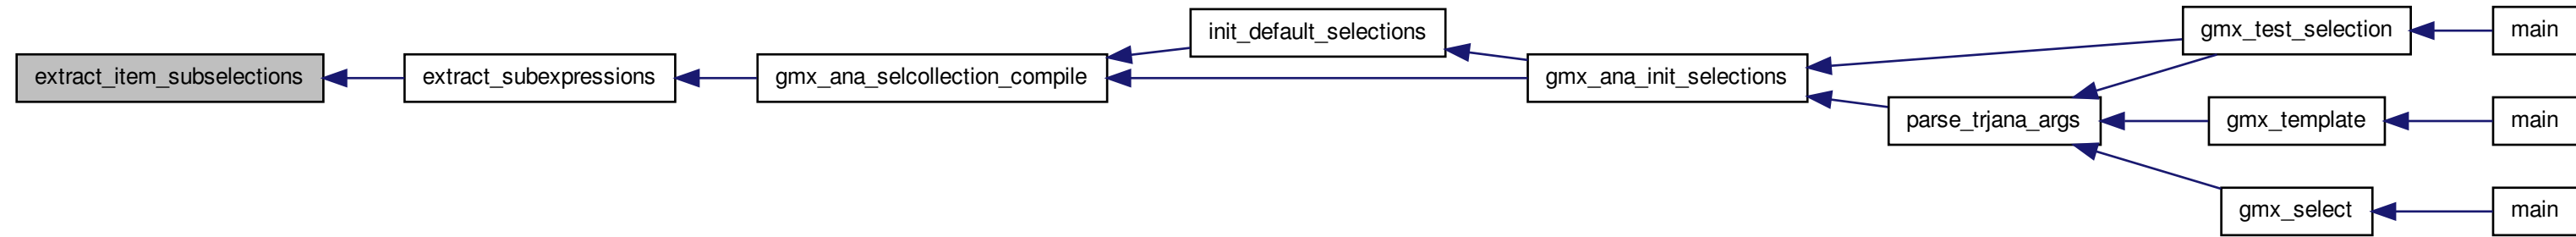 extract_item_subselections
extract_subexpressions
gmx_ana_selcollection_compile
init_default_selections
gmx_ana_init_selections
gmx_test_selection
main
parse_trjana_args
gmx_template
main
gmx_select
main